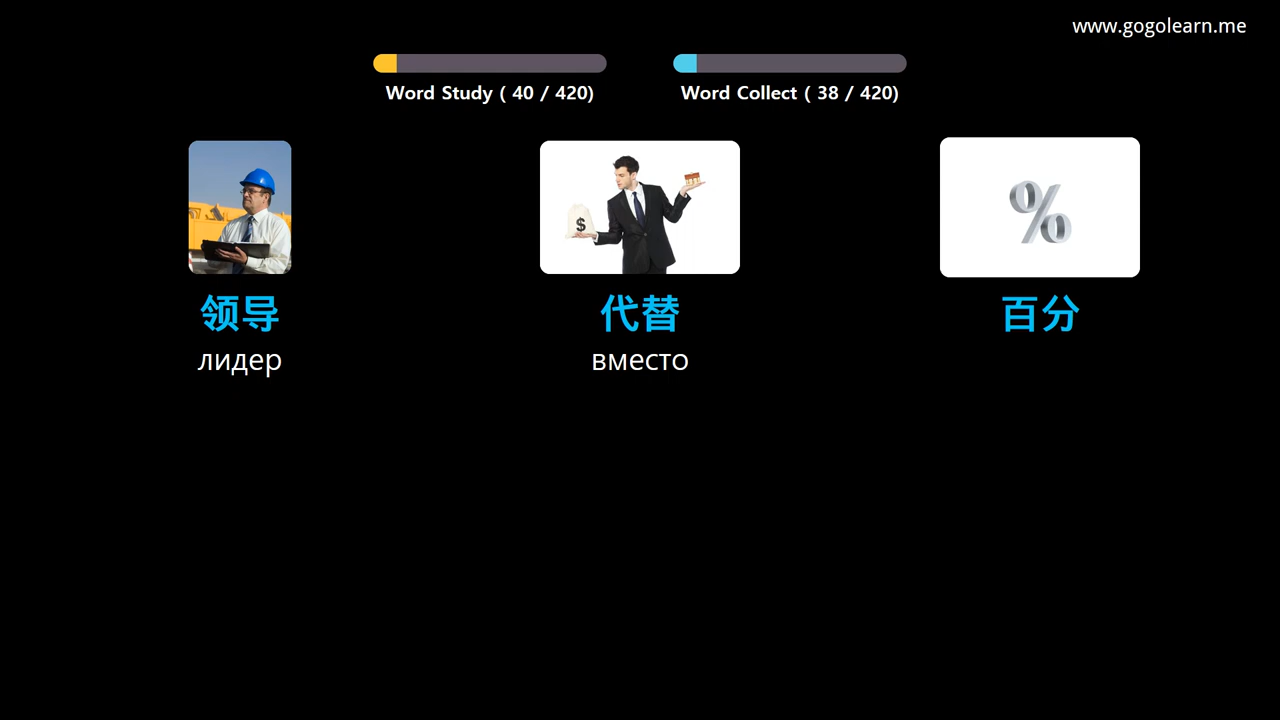 www.gogolearn.me
Word Study ( 40 / 420)
Word Collect ( 38 / 420)
$
%
领导
代替
百分
лидер
вместо